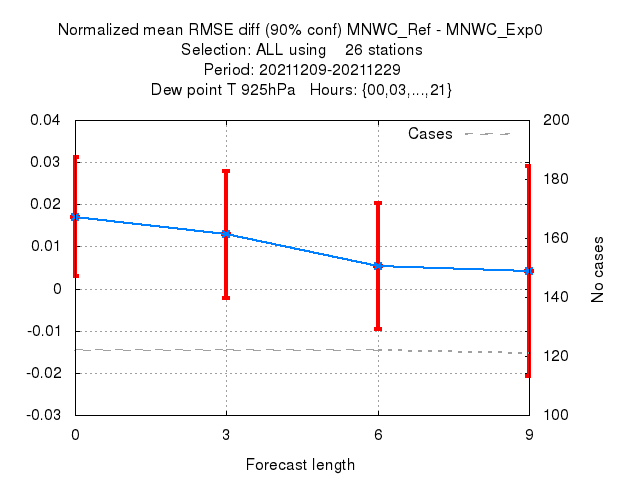 Normalized mean RMSE diff (90% conf) MNWC_Ref - MNWC_Exp0
Selection: ALL using    26 stations
Period: 20211209-20211229
Dew point T 925hPa   Hours: {00,03,...,21}
Cases
0.04
0.03
0.02
0.01
0
-0.01
-0.02
-0.03
200
180
160
140
120
100
No cases
0
3
6
9
Forecast length